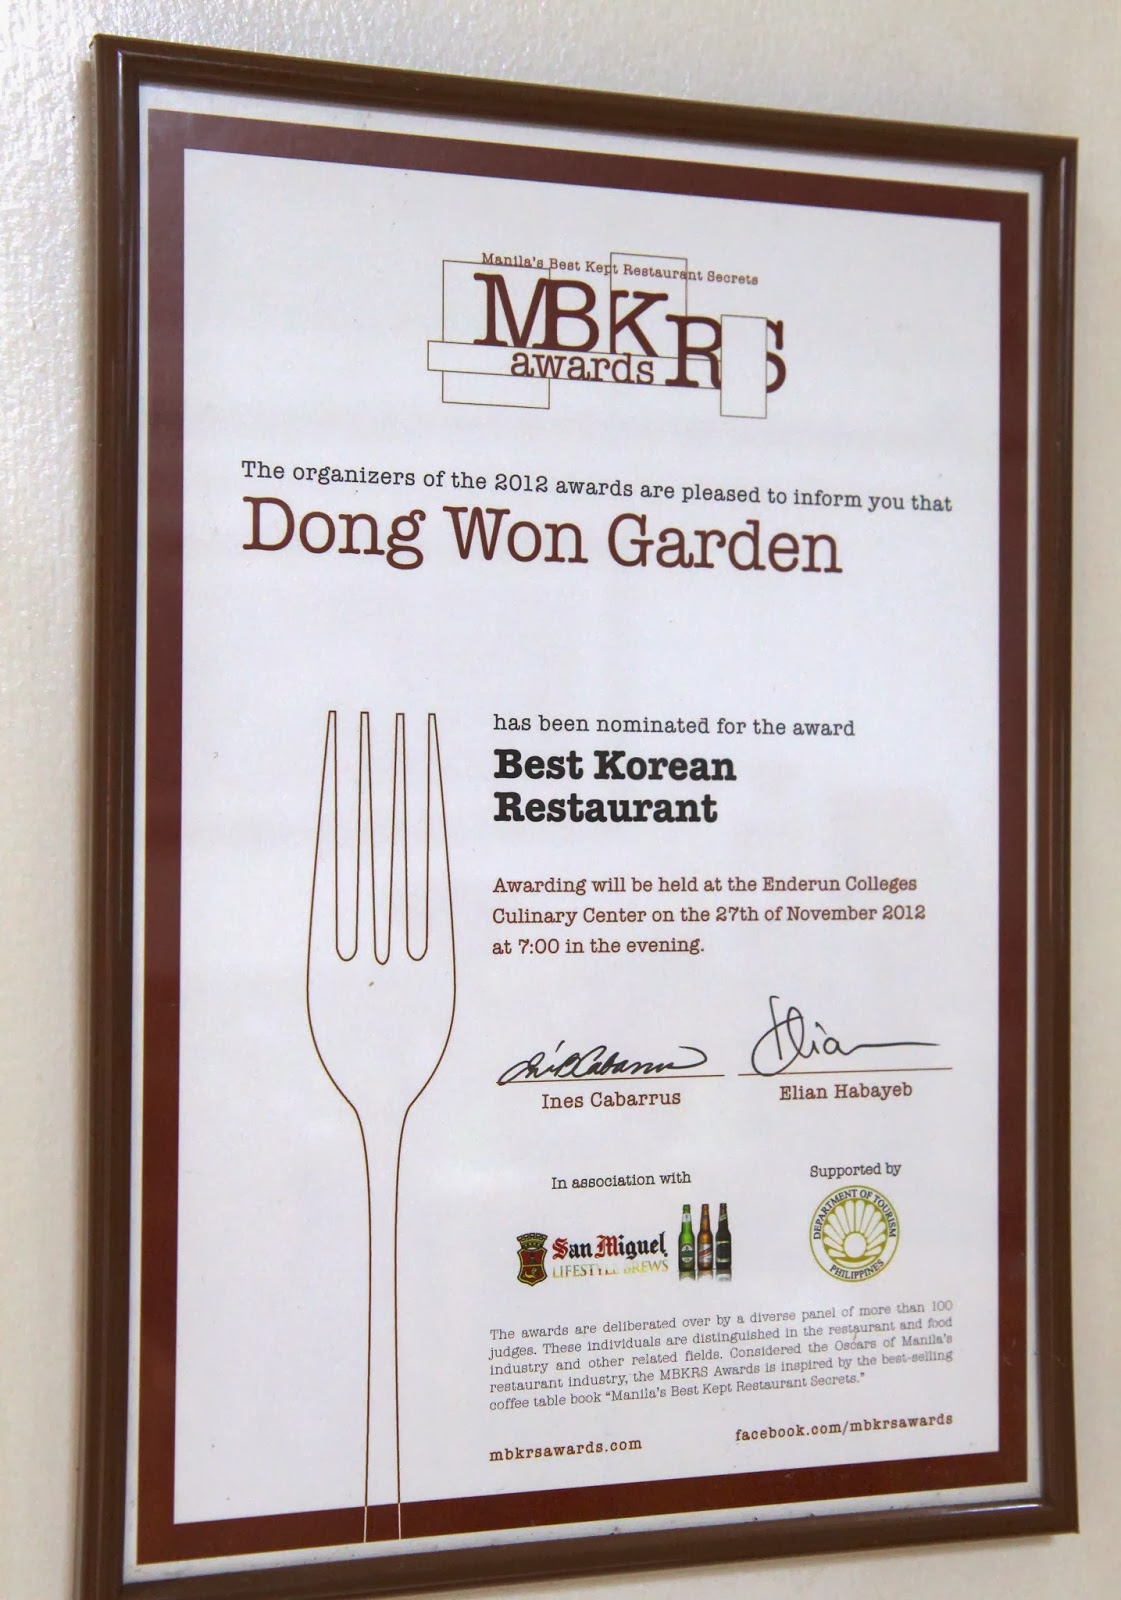 Manila's Best Kept Restaurant Secrets
MBKRS
awards
The organizers of the 2012 awards are pleased to inform you that
Dong Won Garden
has been nominated for the award
Best Korean
Restaurant
Awarding will be held at the Enderun Colleges
Culinary Center on the 27th of November 2012
at 7:00 in the evening.
Ines Cabarrus
Elian Habayeb
In association with
Supported by
San Miguel
LIFESTYLE BREWS
DEPARTMENT OF TOURISM
PHILIPPINES
The awards are deliberated over by a diverse panel of more than 100
judges. These individuals are distinguished in the restaurant and food
industry and other related fields. Considered the Oscars of Manila's
restaurant industry, the MBKRS Awards is inspired by the best-selling
coffee table book "Manila's Best Kept Restaurant Secrets."
mbkrsawards.com
facebook.com/mbkrsawards